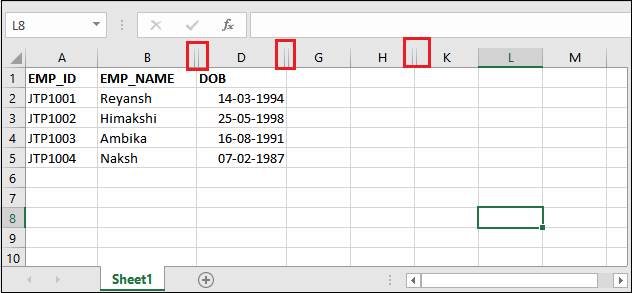 L8 fx
A B D G H K L M
1 EMP_ID EMP_NAME DOB
2 JTP1001 Reyansh 14-03-1994
3 JTP1002 Himakshi 25-05-1998
4 JTP1003 Ambika 16-08-1991
5 JTP1004 Naksh 07-02-1987
6
7
8
9
10
Sheet1